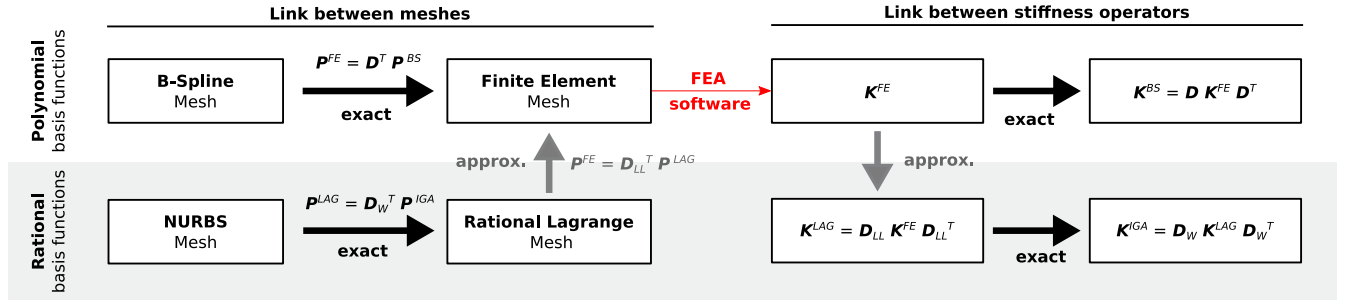 Link between meshes
Link between stiffness operators
Polynomial
basis functions
B-Spline
Mesh
P^FE = D^T P^BS
exact
Finite Element
Mesh
FEA
software
K^FE
exact
K^BS = D K^FE D^T
approx.
P^FE = D_LL^T P^LAG
approx.
Rational
basis functions
NURBS
Mesh
P^LAG = D_W^T P^IGA
exact
Rational Lagrange
Mesh
K^LAG = D_LL K^FE D_LL^T
exact
K^IGA = D_W K^LAG D_W^T